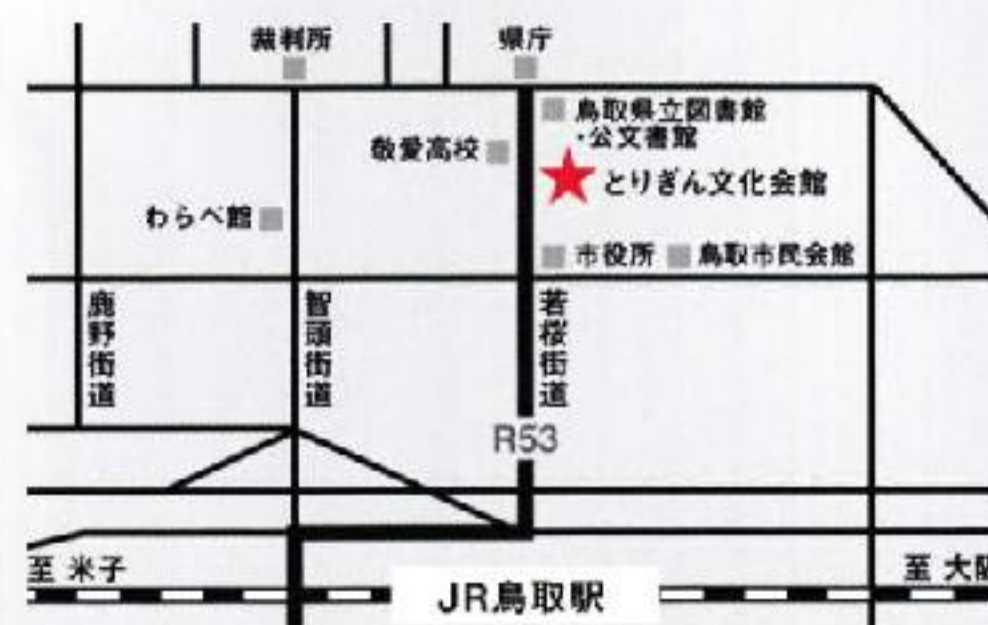 裁判所
県庁
鳥取県立図書館
・公文書館
敬愛高校
とりぎん文化会館
わらべ館
市役所
鳥取市民会館
鹿野街道
智頭街道
若桜街道
R53
至 米子
至 大阪
JR鳥取駅